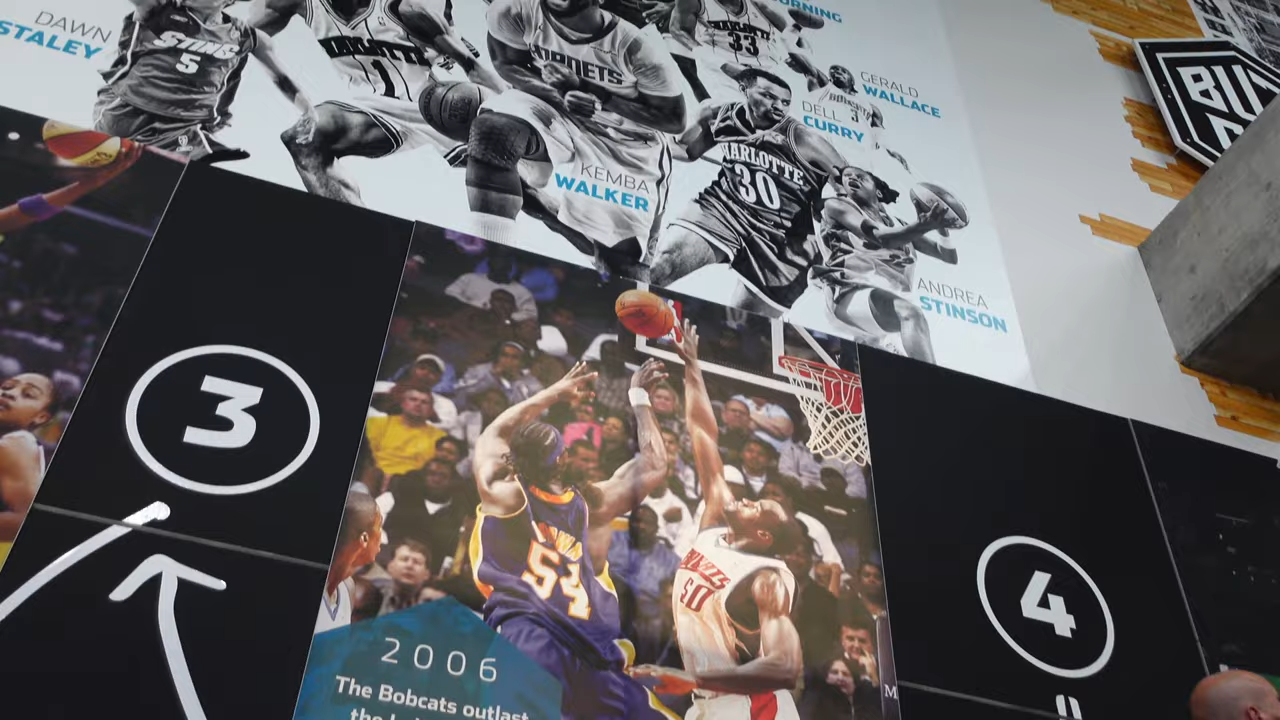 DAWN
STALEY
STING
5
1
HORNETS
33
GERALD
WALLACE
DELL
CURRY
KEMBA
WALKER
CHARLOTTE
30
ANDREA
STINSON
3
54
50
2006
The Bobcats outlast
4
M